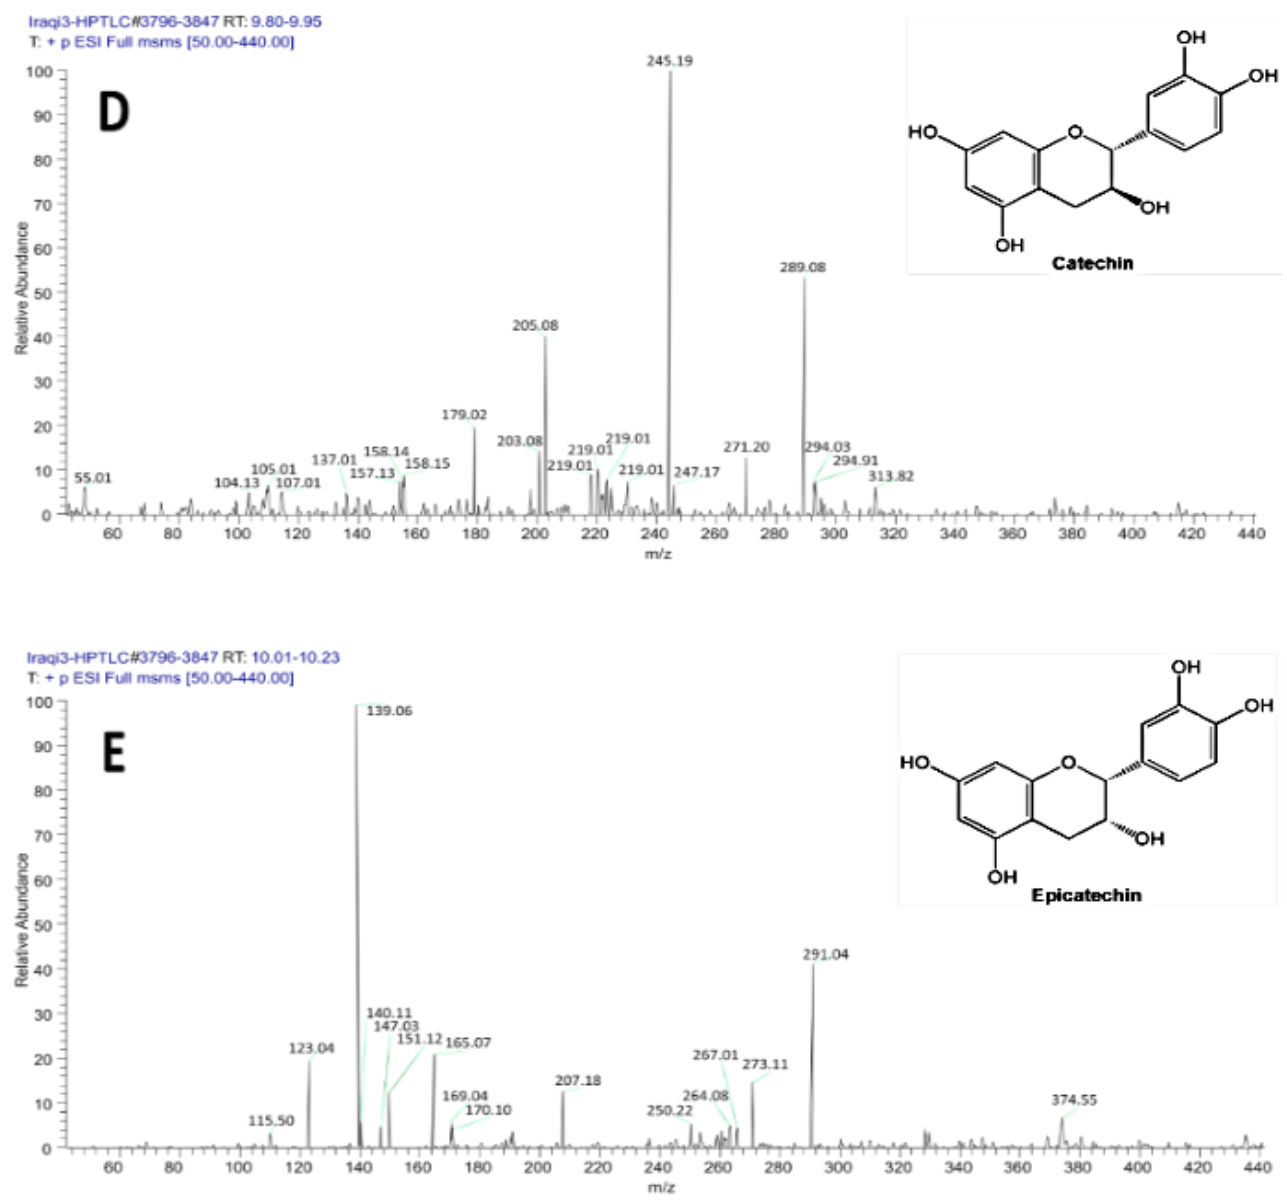 Iraqi3-HPTLC#3796-3847 RT: 9.80-9.95
T: + p ESI Full msms [50.00-440.00]
D
Relative Abundance
100
90
80
70
60
50
40
30
20
10
0
55.01
104.13
105.01
107.01
137.01
157.13
158.14
158.15
179.02
203.08
205.08
219.01
219.01
219.01
219.01
245.19
247.17
271.20
289.08
294.03
294.91
313.82
60 80 100 120 140 160 180 200 220 240 260 280 300 320 340 360 380 400 420 440
m/z
OH
OH
HO
O
OH
OH
Catechin
Iraqi3-HPTLC#3796-3847 RT: 10.01-10.23
T: + p ESI Full msms [50.00-440.00]
E
Relative Abundance
100
90
80
70
60
50
40
30
20
10
0
115.50
123.04
139.06
140.11
147.03
151.12
165.07
169.04
170.10
207.18
250.22
264.08
267.01
273.11
291.04
374.55
60 80 100 120 140 160 180 200 220 240 260 280 300 320 340 360 380 400 420 440
m/z
OH
OH
HO
O
OH
OH
Epicatechin